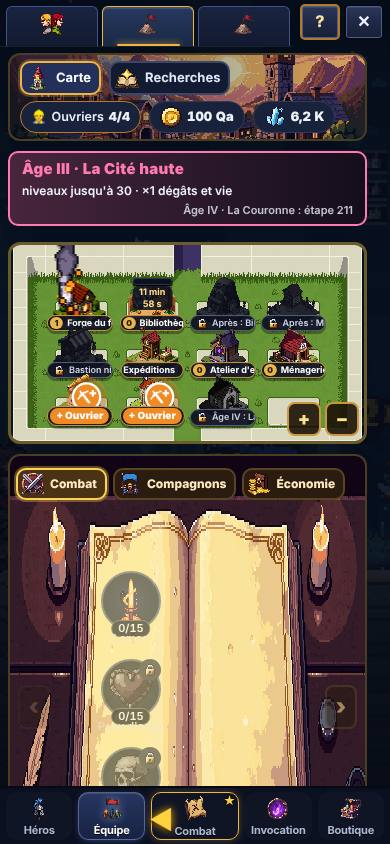 ?
×
Carte
Recherches
Ouvriers 4/4
100 Qa
6,2 K
Âge III · La Cité haute
niveaux jusqu'à 30 · ×1 dégâts et vie
Âge IV · La Couronne : étape 211
11 min
58 s
1 Forge du f
0 Bibliothèq
Après : Bi
Après : M
Bastion n
Expéditions
0 Atelier d'e
0 Ménagerie
+ Ouvrier
+ Ouvrier
Âge IV : La
+
−
Combat
Compagnons
Économie
0/15
0/15
‹
›
Héros
Équipe
Combat
Invocation
Boutique